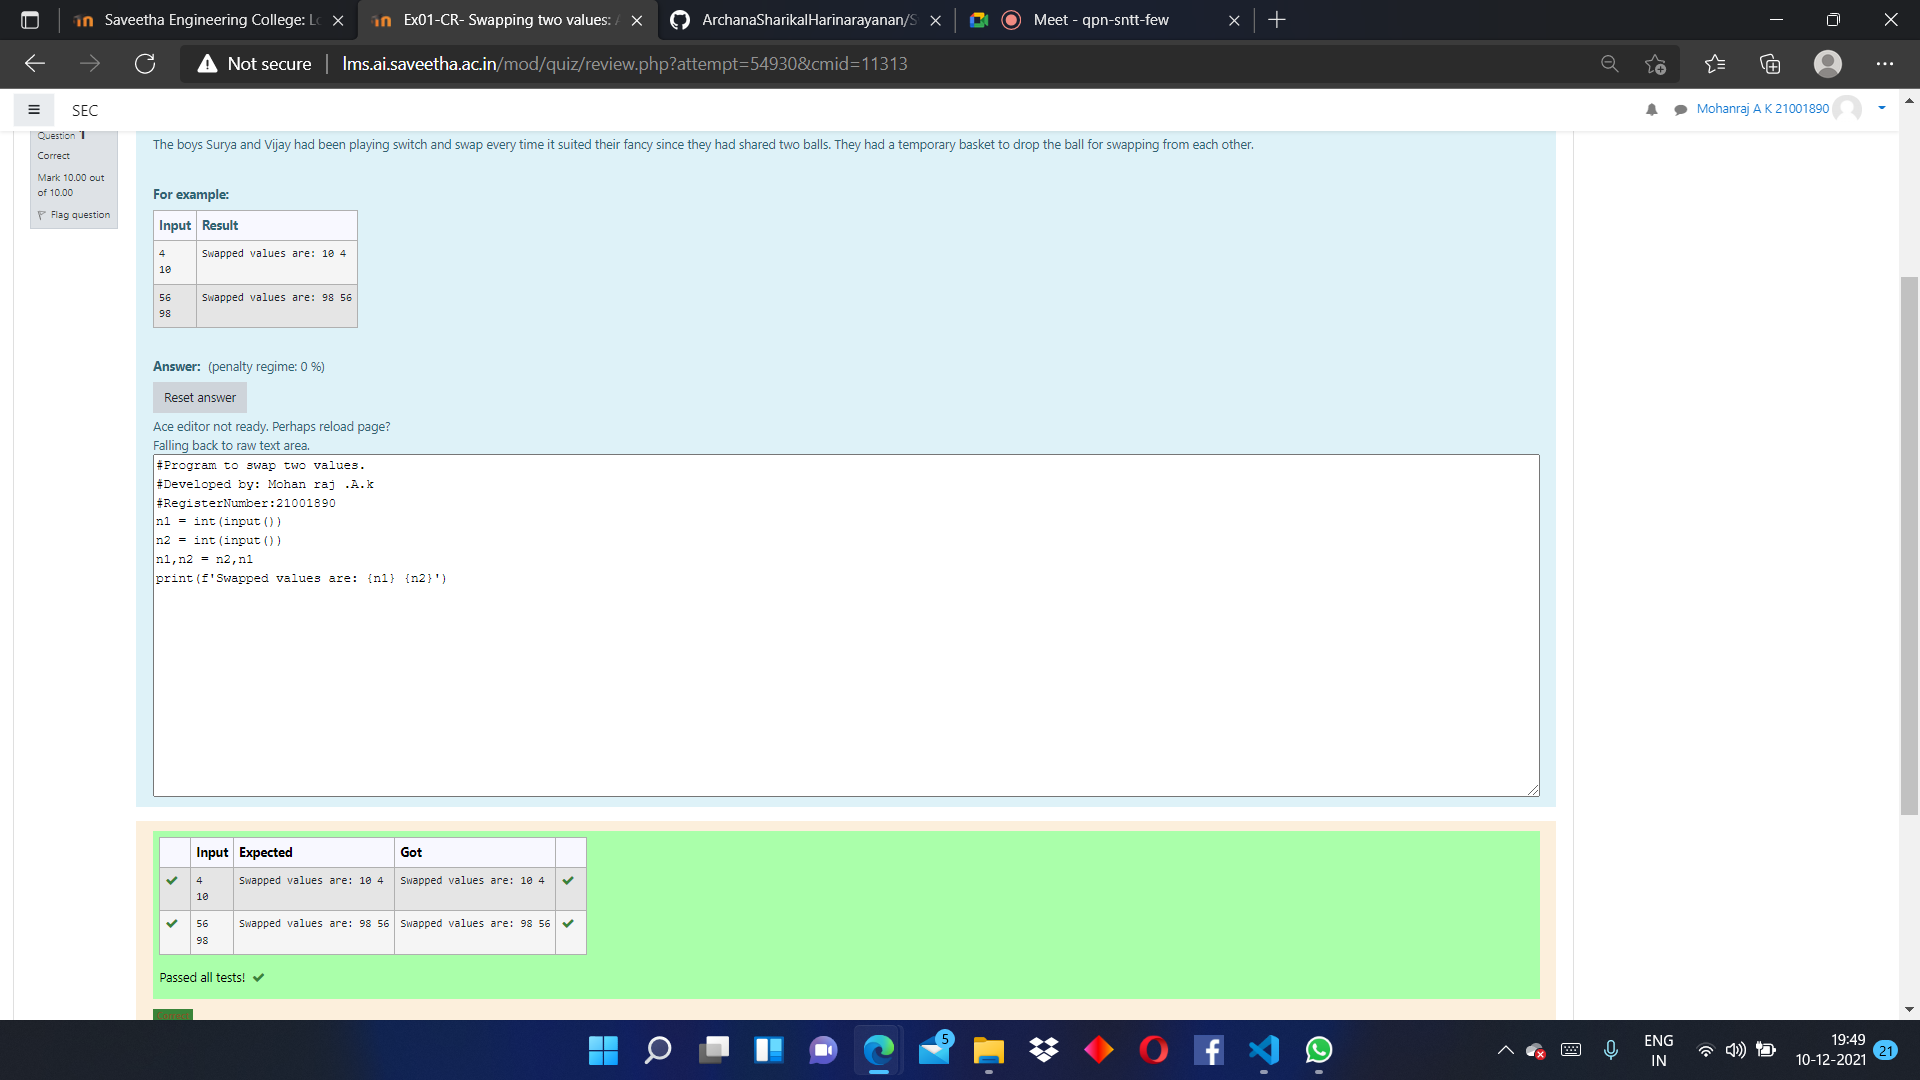 Saveetha Engineering College: Lo
Ex01-CR- Swapping two values: A
ArchanaSharikalHarinarayanan/S
Meet - qpn-sntt-few
Not secure
lms.ai.saveetha.ac.in/mod/quiz/review.php?attempt=54930&cmid=11313
SEC
Mohanraj A K 21001890
Question 1
Correct
Mark 10.00 out
of 10.00
Flag question
The boys Surya and Vijay had been playing switch and swap every time it suited their fancy since they had shared two balls. They had a temporary basket to drop the ball for swapping from each other.
For example:
Input Result
4 Swapped values are: 10 4
10
56 Swapped values are: 98 56
98
Answer: (penalty regime: 0 %)
Reset answer
Ace editor not ready. Perhaps reload page?
Falling back to raw text area.
#Program to swap two values.
#Developed by: Mohan raj .A.k
#RegisterNumber:21001890
n1 = int(input())
n2 = int(input())
n1,n2 = n2,n1
print(f'Swapped values are: {n1} {n2}')
Input Expected Got
4 Swapped values are: 10 4 Swapped values are: 10 4
10
56 Swapped values are: 98 56 Swapped values are: 98 56
98
Passed all tests!
5
ENG
IN
19:49
10-12-2021
21